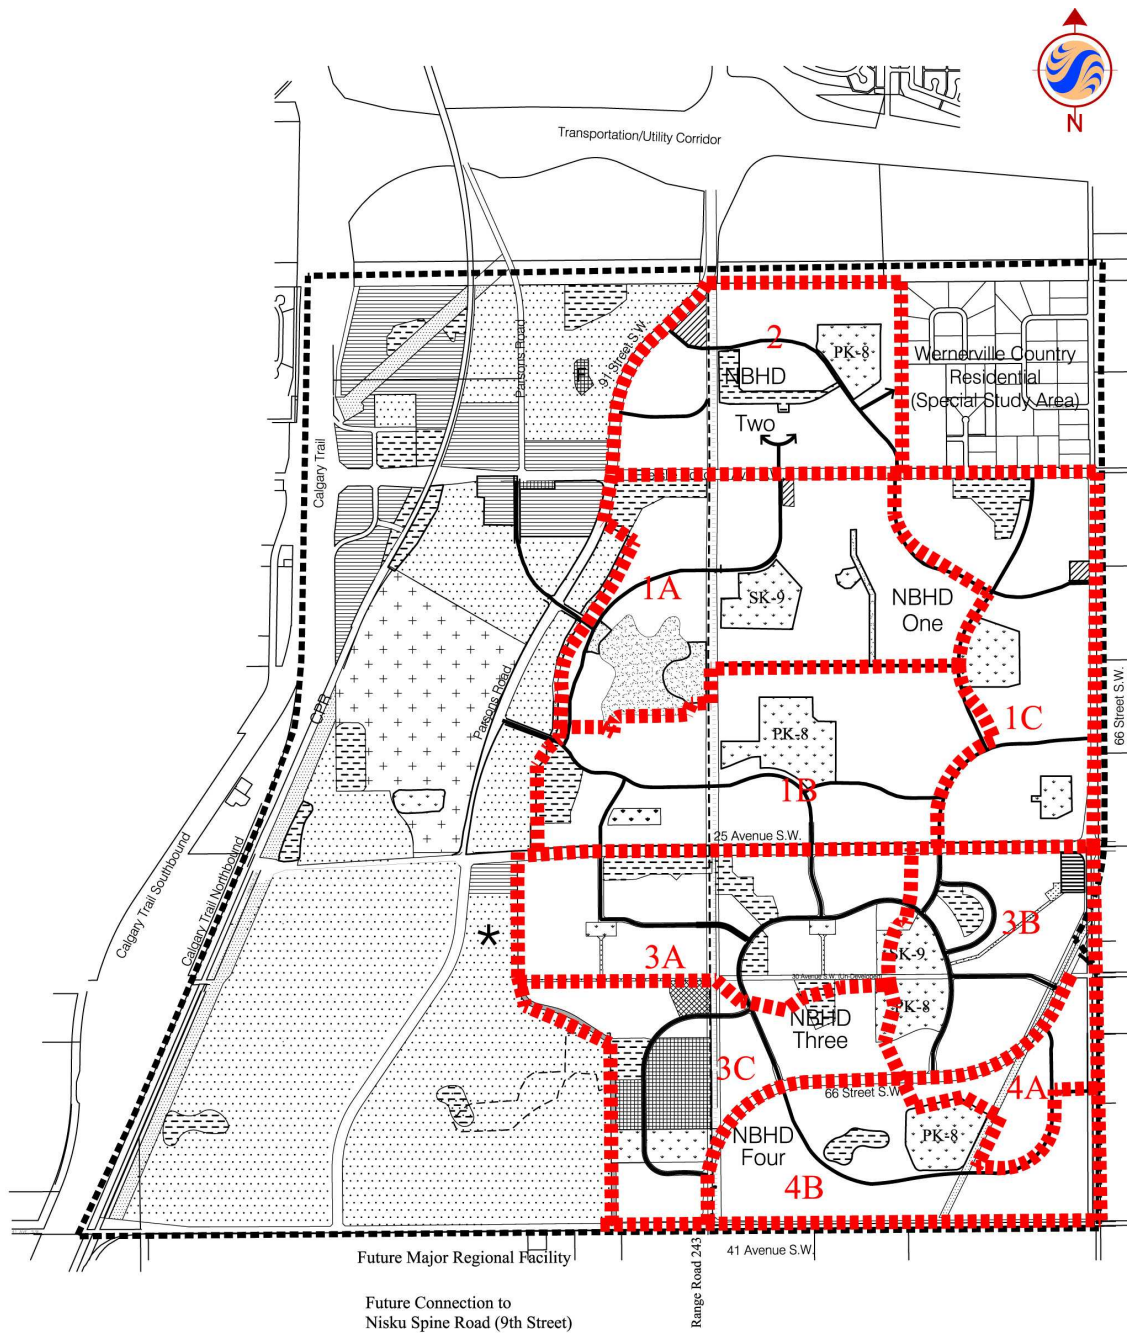 N
Transportation/Utility Corridor
Parsons Road
91 Street S.W.
2
PK-8
NBHD
Two
Wernerville Country
Residential
(Special Study Area)
F
Calgary Trail
1A
SK-9
NBHD
One
CPR
Parsons Road
1C
66 Street S.W.
PK-8
1B
25 Avenue S.W.
Calgary Trail Southbound
Calgary Trail Northbound
*
3A
3B
SK-9
30 Avenue S.W.
PK-8
NBHD
Three
3C
4A
66 Street S.W.
NBHD
Four
PK-8
4B
41 Avenue S.W.
Range Road 243
Future Major Regional Facility
Future Connection to
Nisku Spine Road (9th Street)